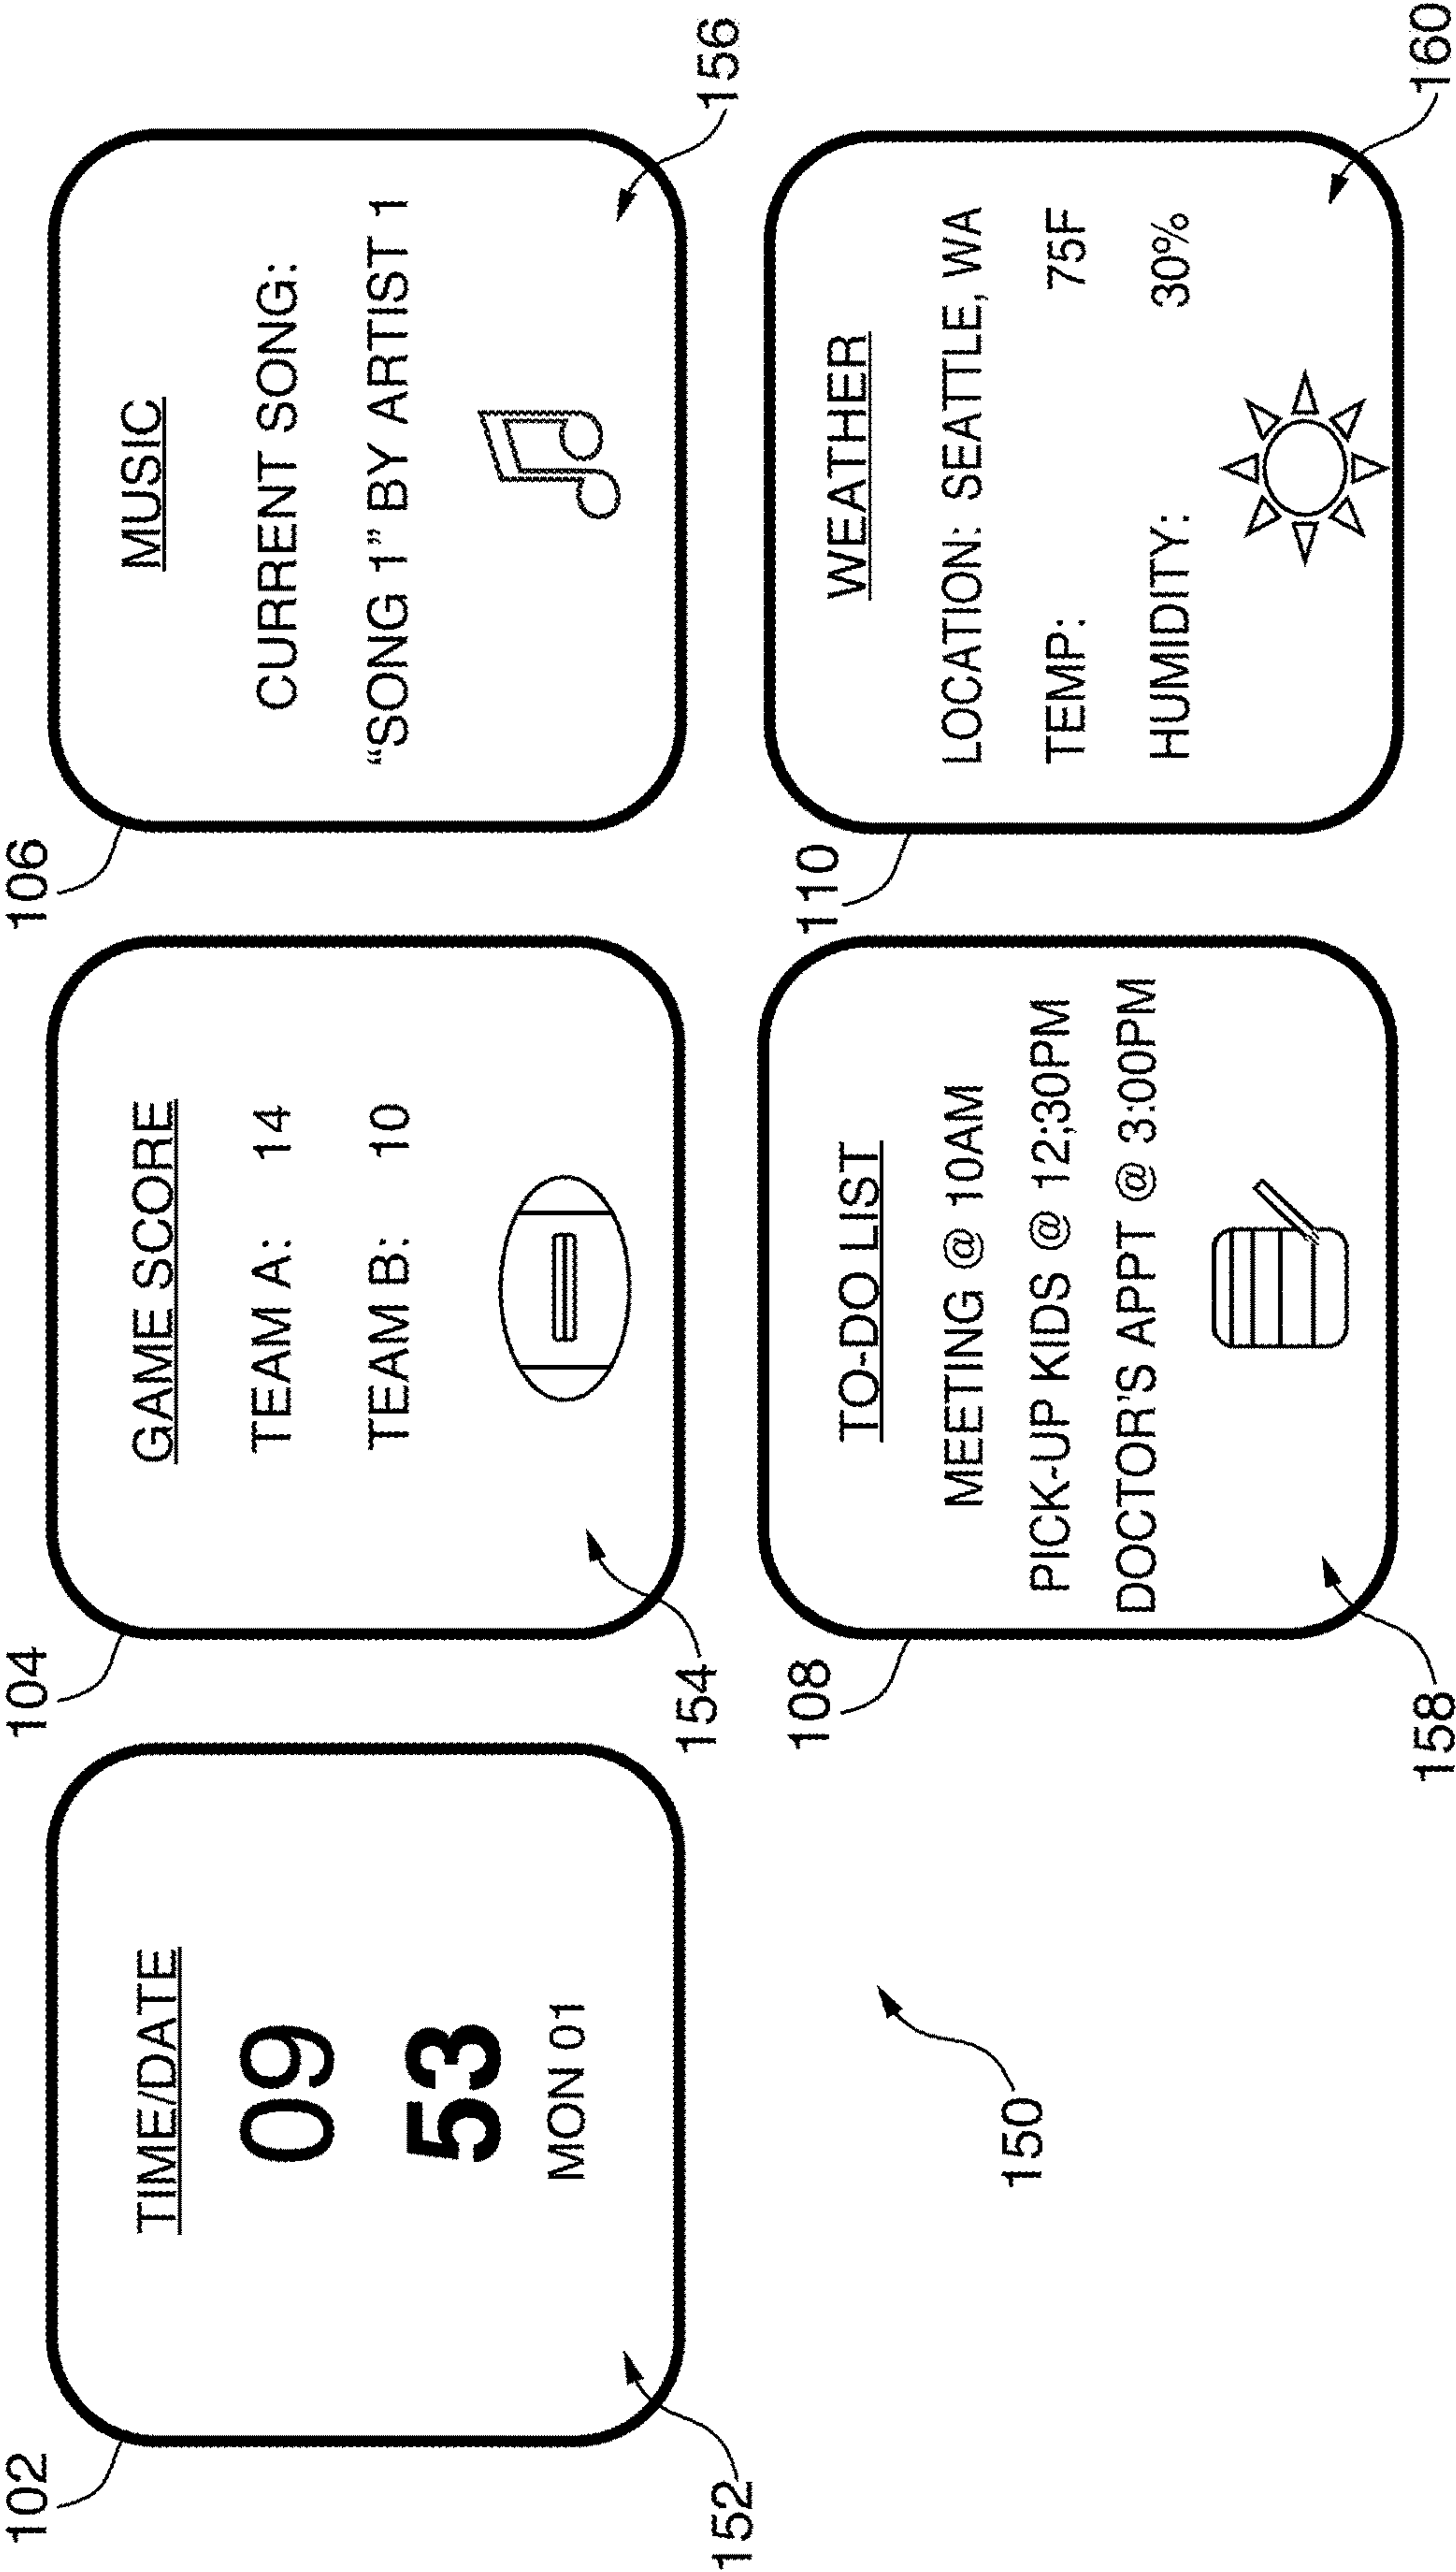 102
TIME/DATE
09
53
MON 01
152
104
GAME SCORE
TEAM A: 14
TEAM B: 10
154
106
MUSIC
CURRENT SONG:
“SONG 1” BY ARTIST 1
156
108
TO-DO LIST
MEETING @ 10AM
PICK-UP KIDS @ 12;30PM
DOCTOR’S APPT @ 3:00PM
158
110
WEATHER
LOCATION: SEATTLE, WA
TEMP: 75F
HUMIDITY: 30%
160
150